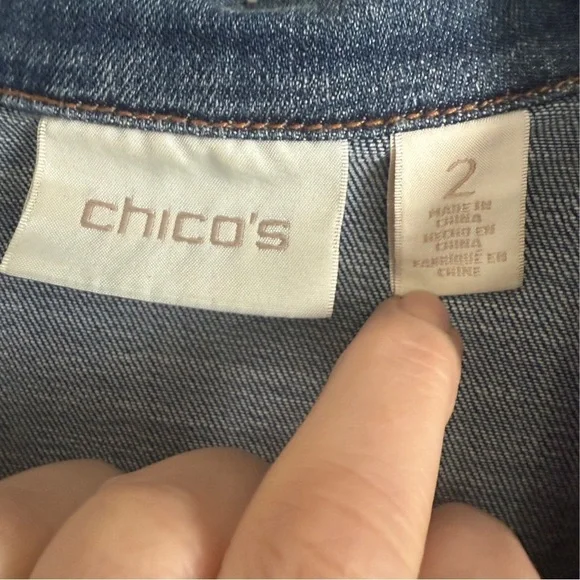 chico's
2
MADE IN
CHINA
HECHO EN
CHINA
FABRIQUÉ EN
CHINE